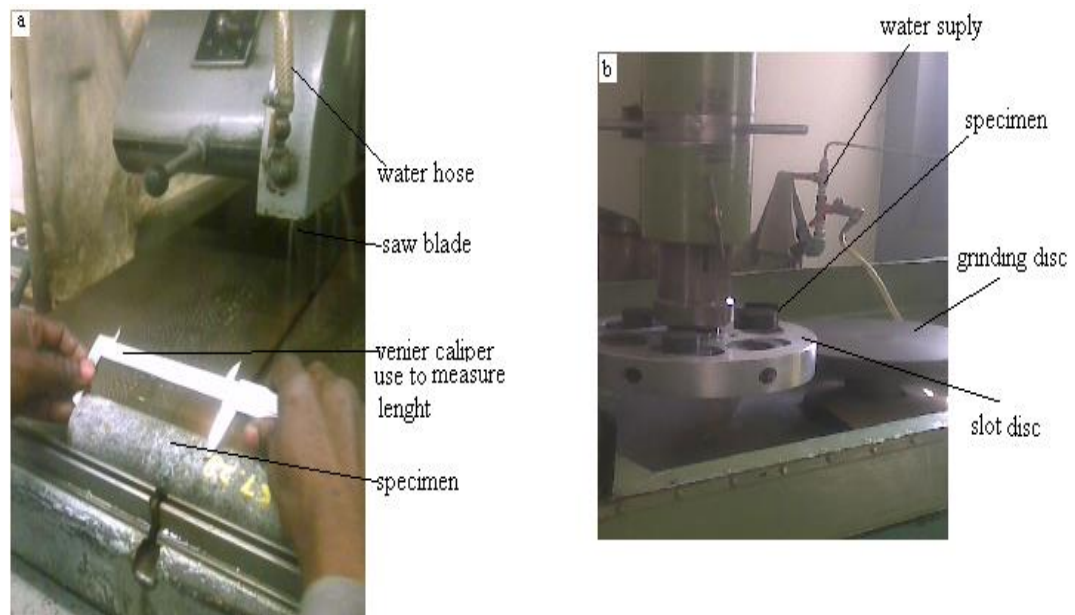 a
water hose
saw blade
venier caliper
use to measure
lenght
specimen
b
water suply
specimen
grinding disc
slot disc